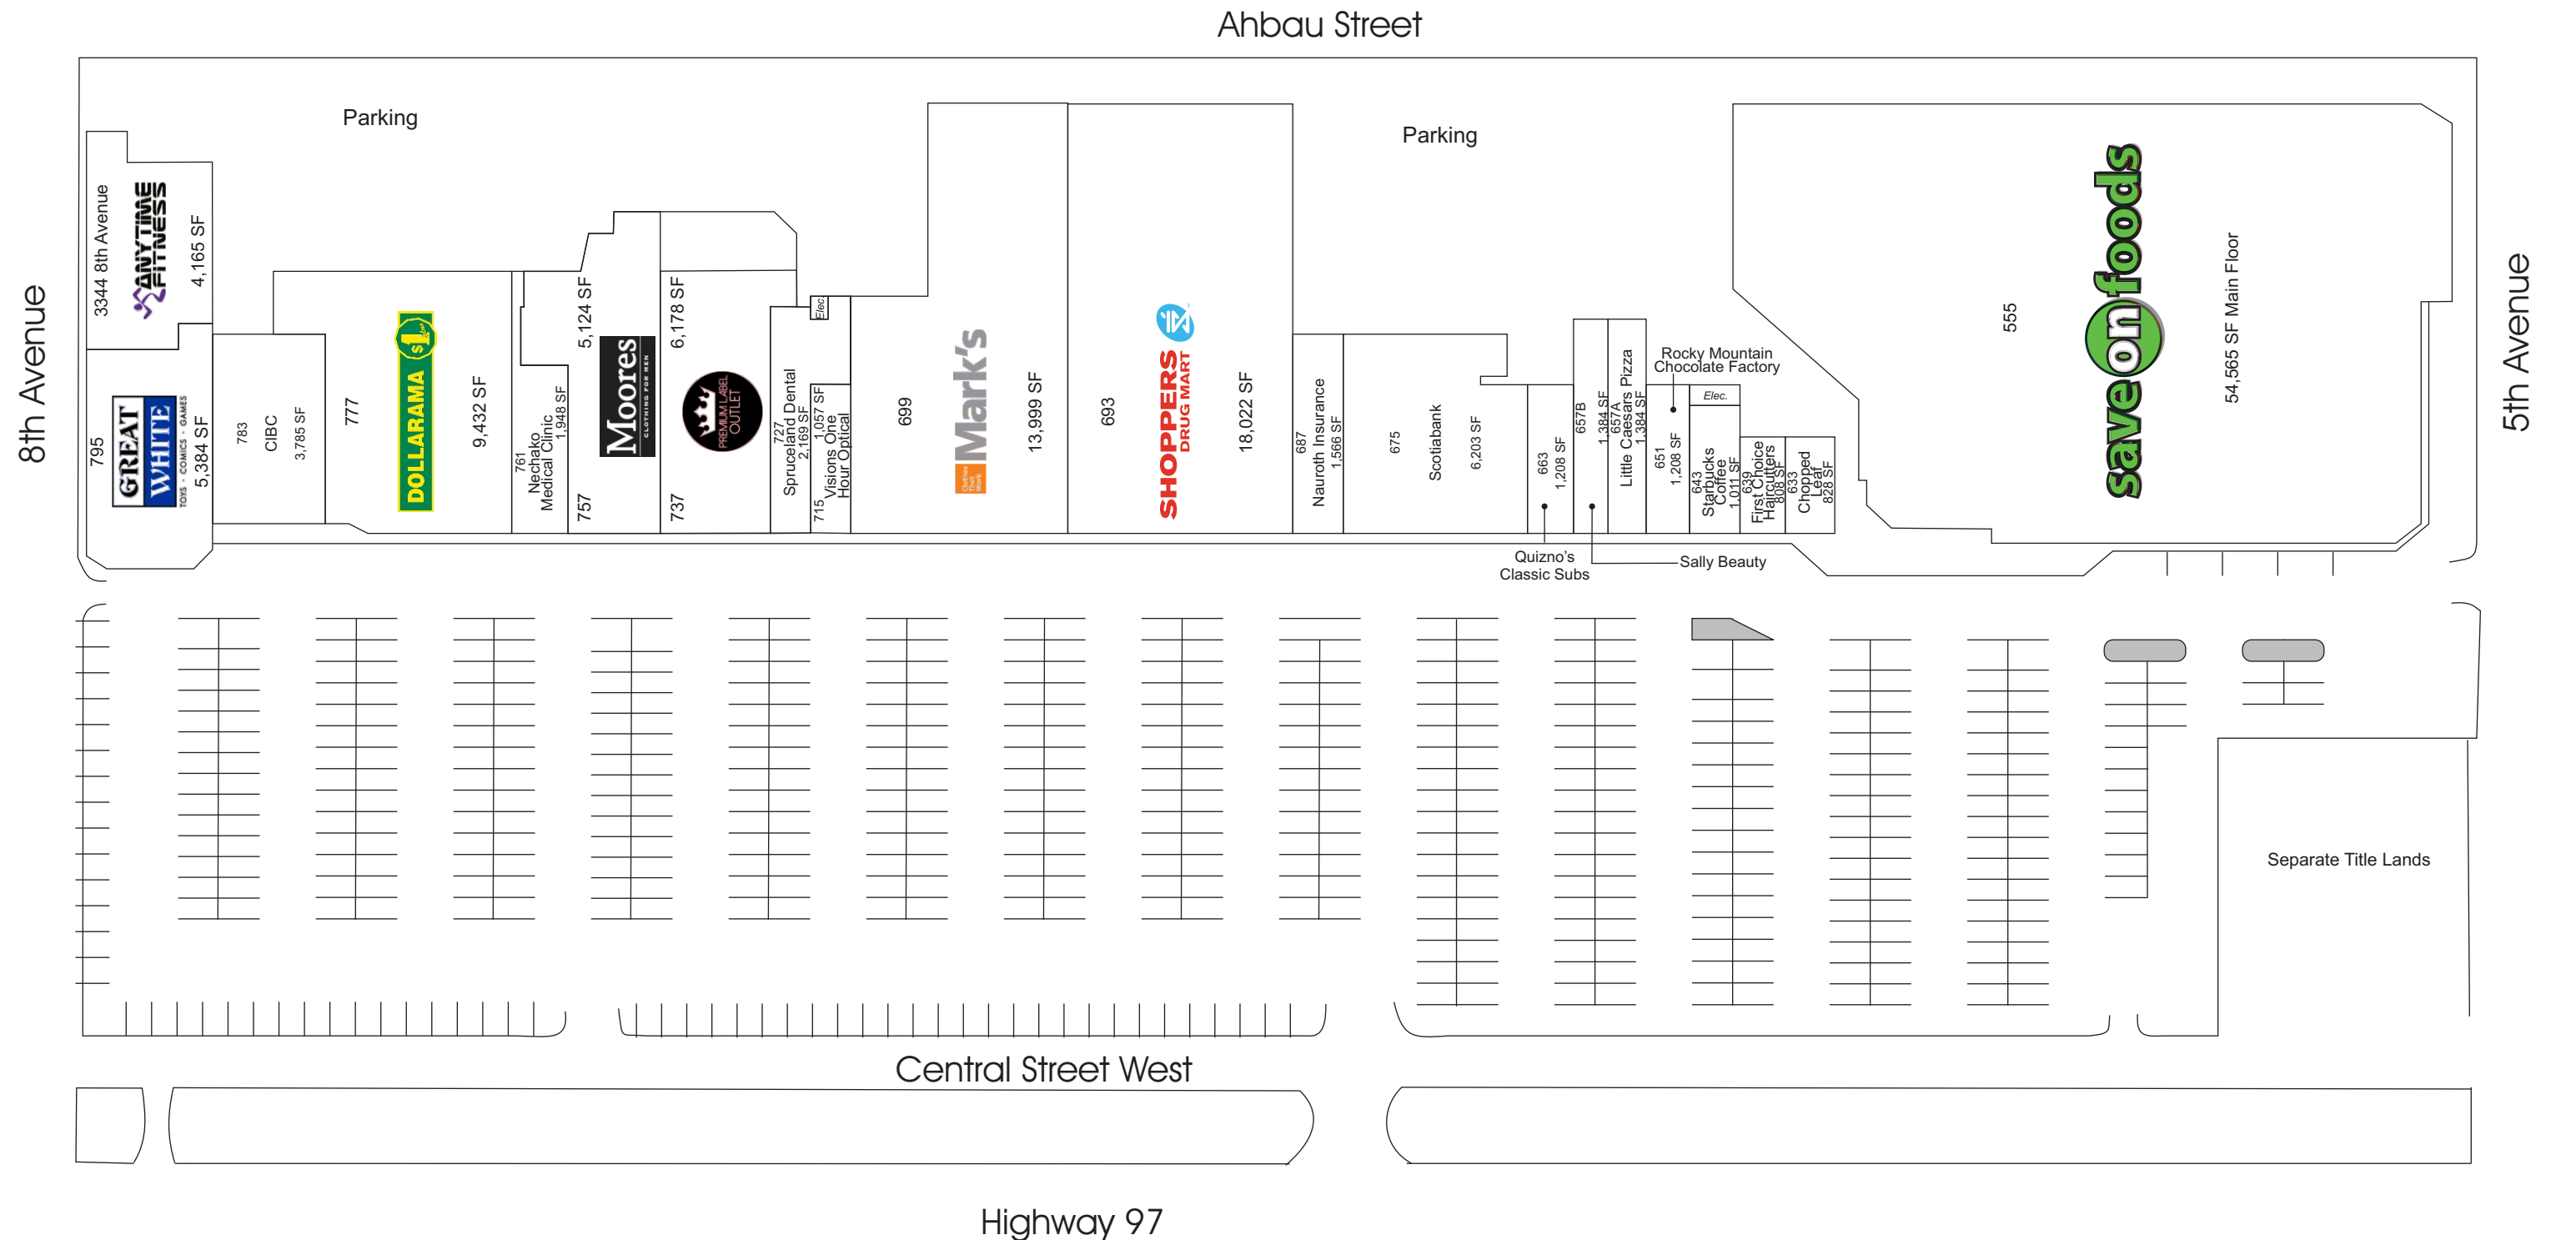 Ahbau Street
8th Avenue
5th Avenue
Parking
Parking
3344 8th Avenue
ANYTIME
FITNESS
4,165 SF
795
GREAT
WHITE
TOYS · COMICS · GAMES
5,384 SF
783
CIBC
3,785 SF
777
DOLLARAMA $1
9,432 SF
761
Nechako
Medical Clinic
1,948 SF
757
5,124 SF
Moores
CLOTHING FOR MEN
737
6,178 SF
PREMIUM LABEL
OUTLET
727
Spruceland Dental
2,169 SF
Elec.
715
1,057 SF
Visions One
Hour Optical
699
Clothes
That
Work
Mark's
13,999 SF
693
SHOPPERS
DRUG MART
18,022 SF
687
Nauroth Insurance
1,566 SF
675
Scotiabank
6,203 SF
663
1,208 SF
Quizno's
Classic Subs
657B
1,384 SF
Sally Beauty
657A
Little Caesars Pizza
1,384 SF
Rocky Mountain
Chocolate Factory
651
1,208 SF
Elec.
643
Starbucks
Coffee
1,011 SF
639
First Choice
Haircutters
808 SF
633
Chopped
Leaf
828 SF
555
save on foods
54,565 SF Main Floor
Separate Title Lands
Central Street West
Highway 97